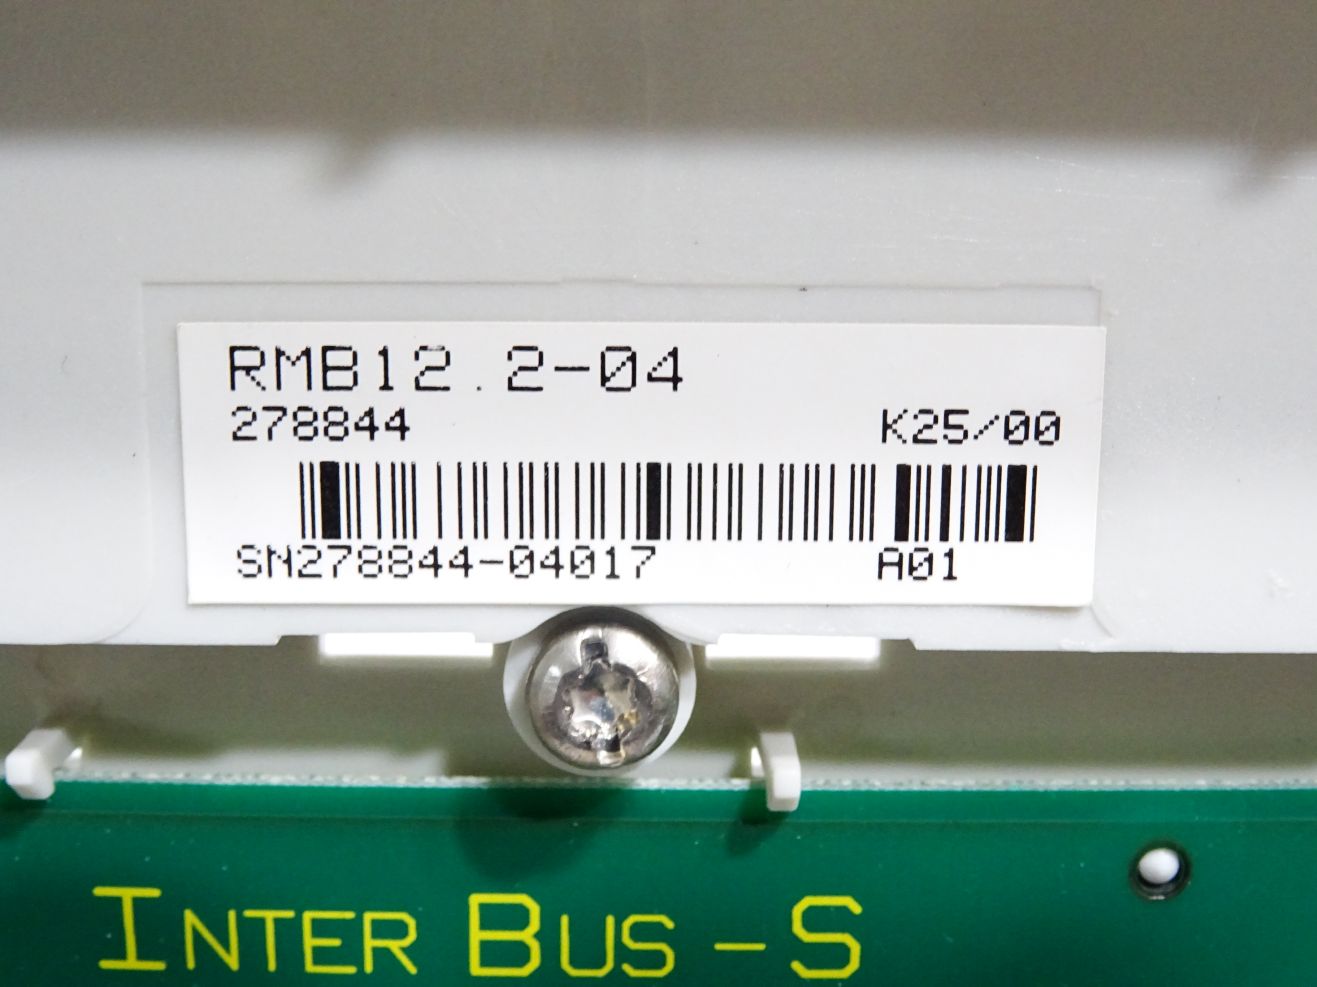 RMB12.2-04
278844 K25/00
SN278844-04017 A01
INTER BUS-S